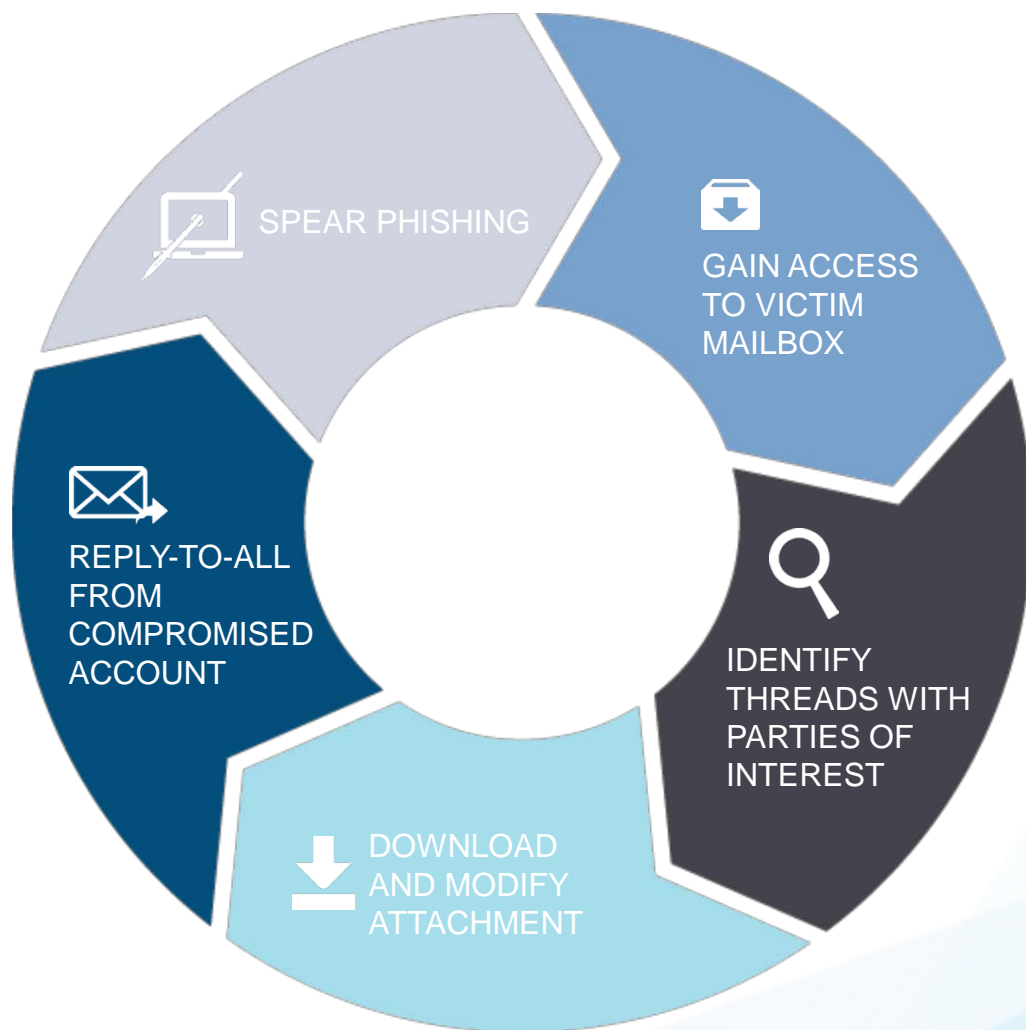 SPEAR PHISHING
GAIN ACCESS
TO VICTIM
MAILBOX
IDENTIFY
THREADS WITH
PARTIES OF
INTEREST
DOWNLOAD
AND MODIFY
ATTACHMENT
REPLY-TO-ALL
FROM
COMPROMISED
ACCOUNT